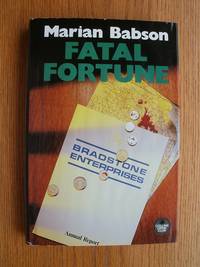 Marian Babson
FATAL
FORTUNE
BRADSTONE
ENTERPRISES
Annual Report